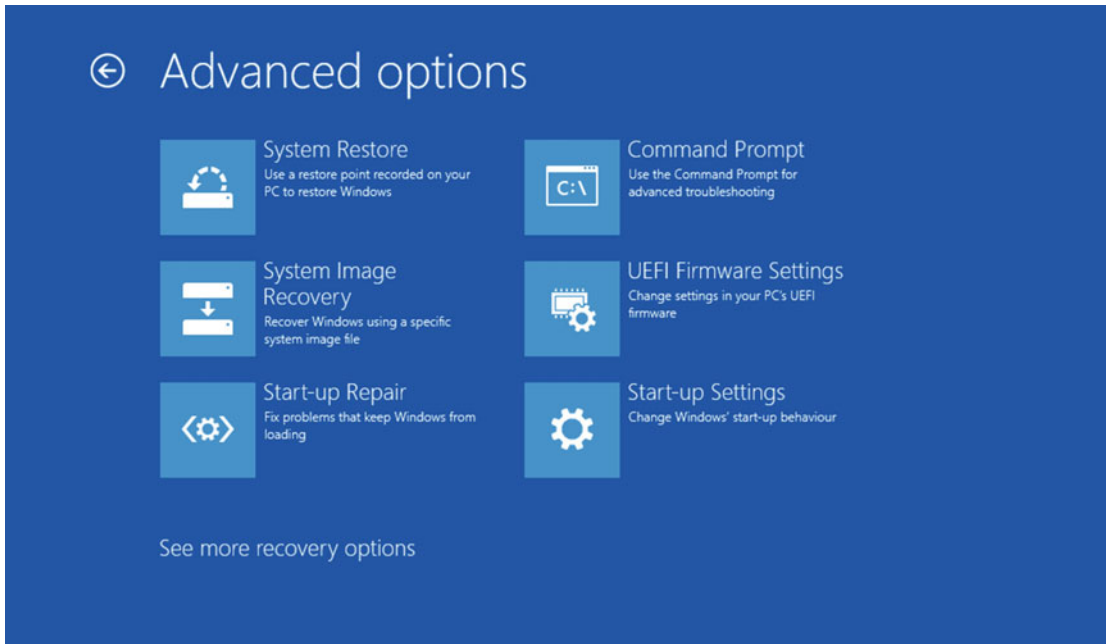 Advanced options
System Restore
Use a restore point recorded on your
PC to restore Windows
Command Prompt
Use the Command Prompt for
advanced troubleshooting
C:\
System Image
Recovery
Recover Windows using a specific
system image file
UEFI Firmware Settings
Change settings in your PC's UEFI
firmware
Start-up Repair
Fix problems that keep Windows from
loading
Start-up Settings
Change Windows' start-up behaviour
See more recovery options